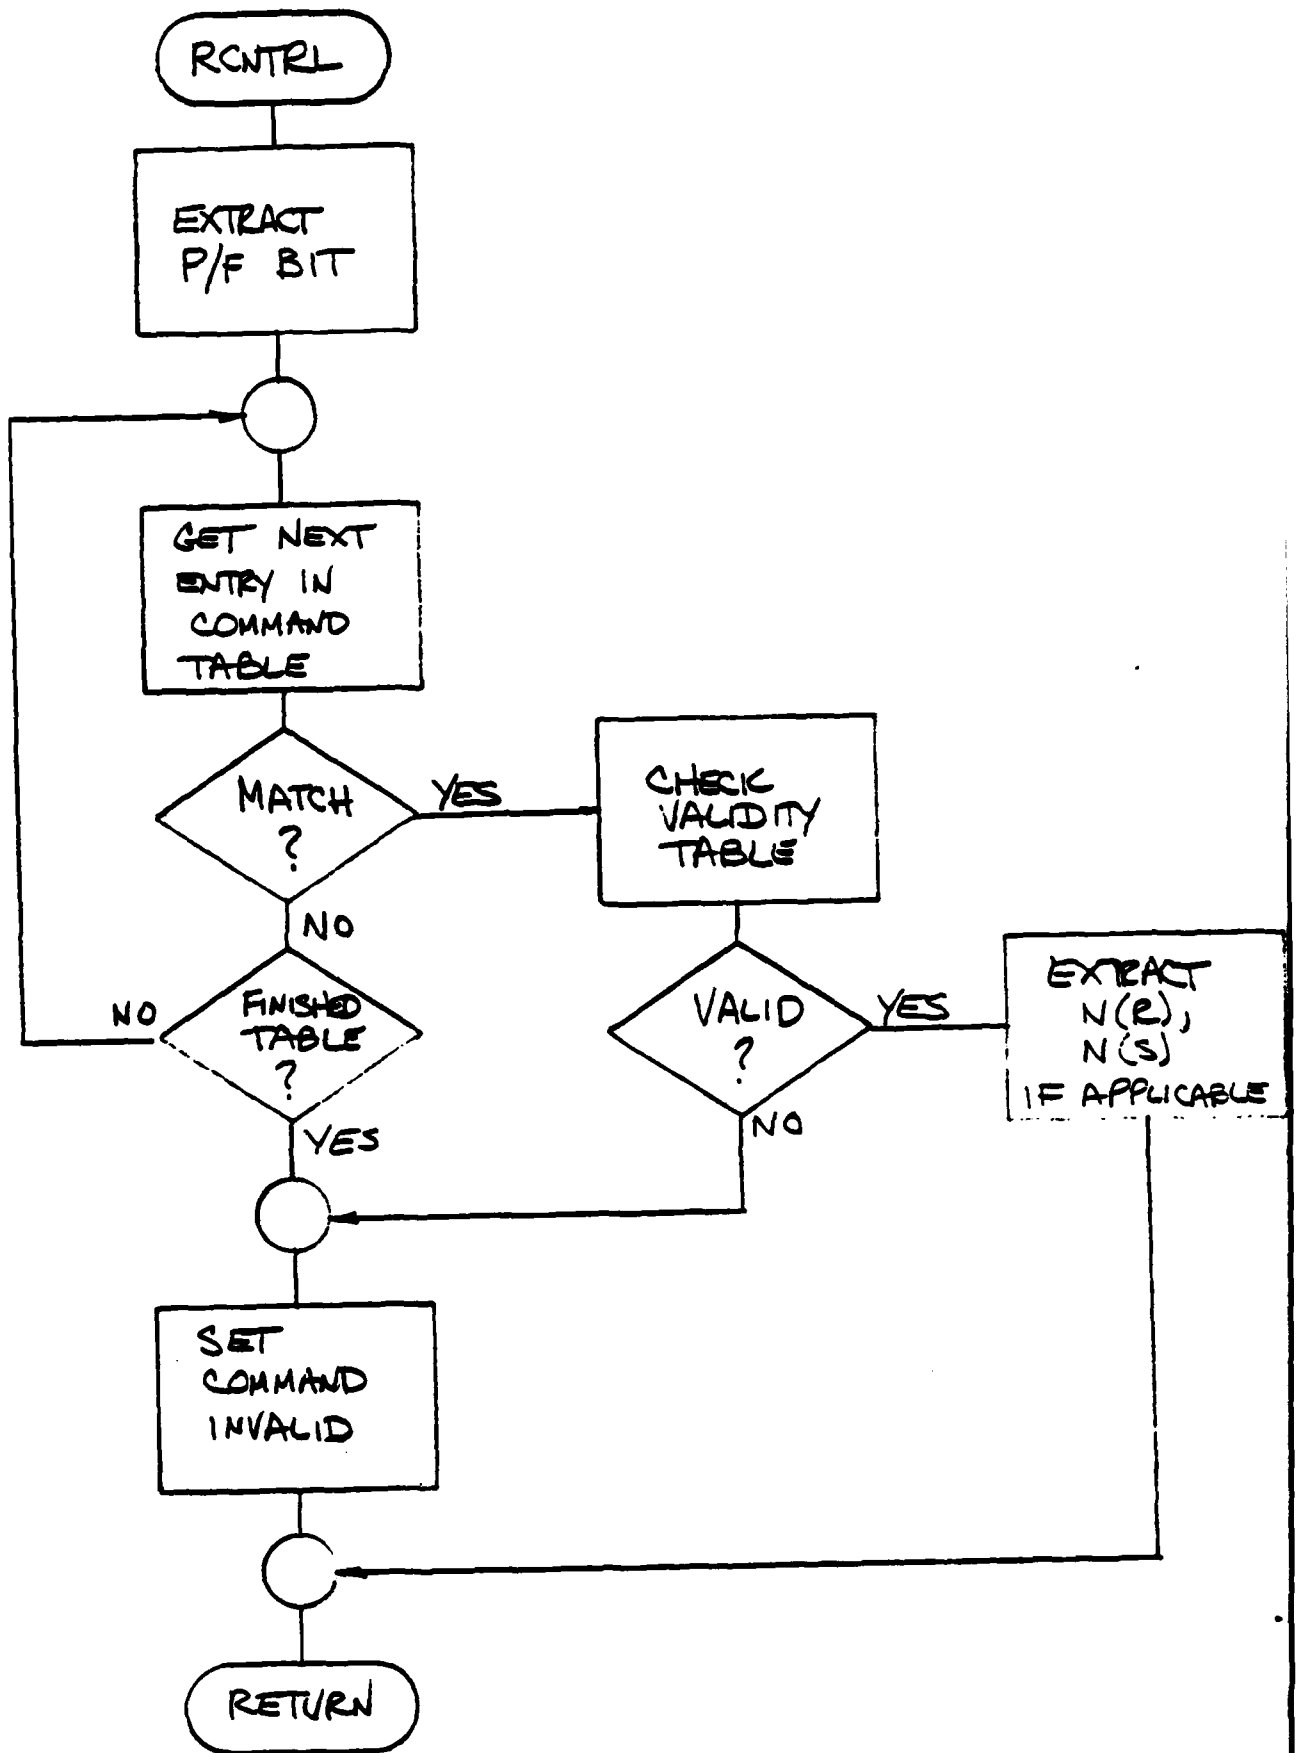 RCNTRL
EXTRACT
P/F BIT
GET NEXT
ENTRY IN
COMMAND
TABLE
MATCH
?
YES
CHECK
VALIDITY
TABLE
NO
NO
FINISHED
TABLE
?
YES
VALID
?
YES
NO
EXTRACT
N(R),
N(S)
IF APPLICABLE
SET
COMMAND
INVALID
RETURN